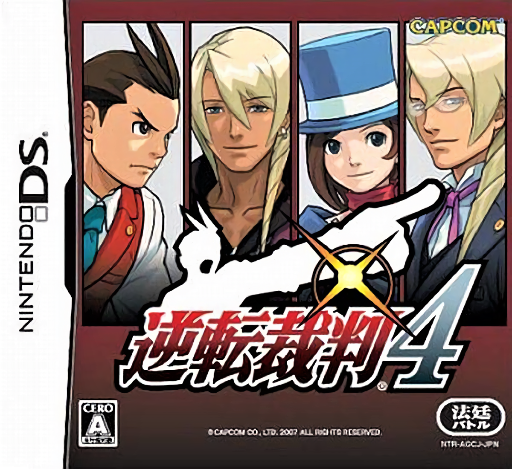 CAPCOM
NINTENDO DS
逆転裁判4
CERO
A
© CAPCOM CO., LTD. 2007 ALL RIGHTS RESERVED.
法廷
バトル
NTR-AGCJ-JPN